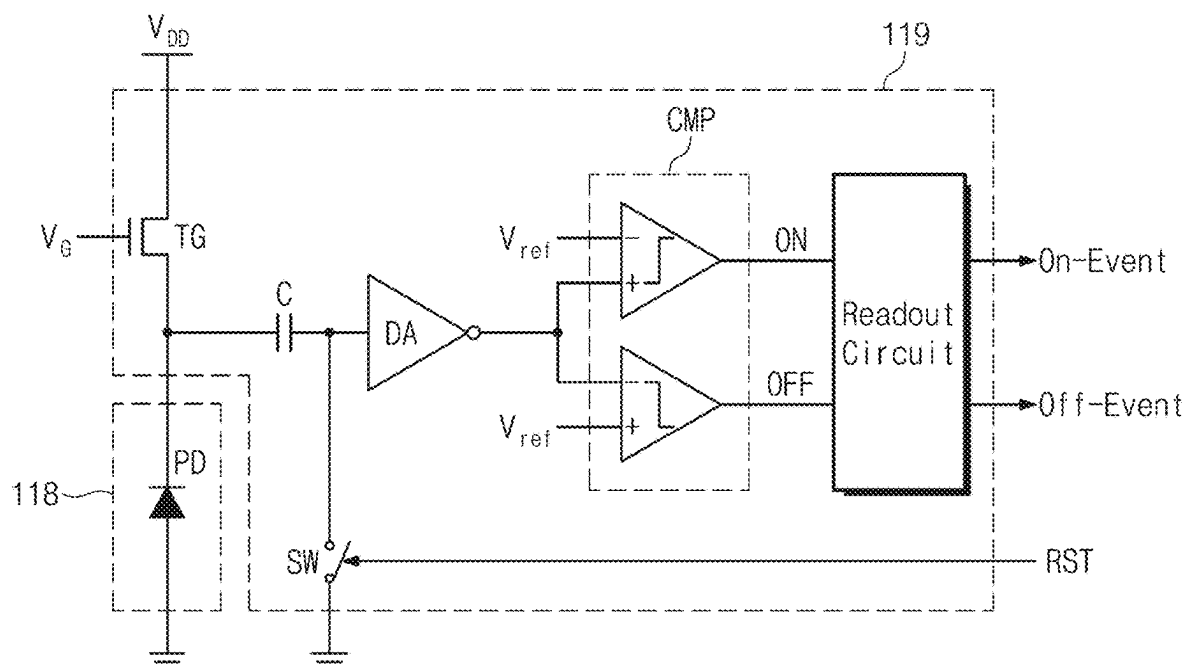 V_DD
119
CMP
V_G
TG
V_ref
−
+
ON
On-Event
C
DA
Readout
Circuit
−
+
V_ref
OFF
Off-Event
118
PD
SW
RST